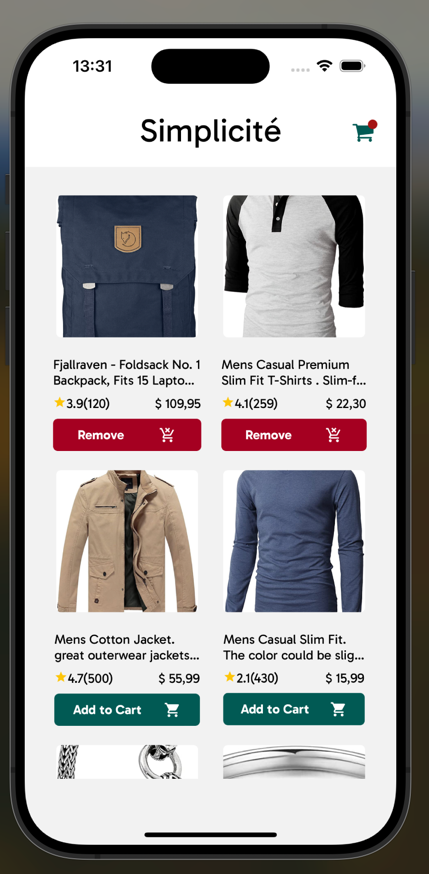 13:31
Simplicité
Fjallraven - Foldsack No. 1
Backpack, Fits 15 Lapto...
Mens Casual Premium
Slim Fit T-Shirts . Slim-f...
3.9(120) $ 109,95
4.1(259) $ 22,30
Remove
Remove
Mens Cotton Jacket.
great outerwear jackets...
Mens Casual Slim Fit.
The color could be slig...
4.7(500) $ 55,99
2.1(430) $ 15,99
Add to Cart
Add to Cart